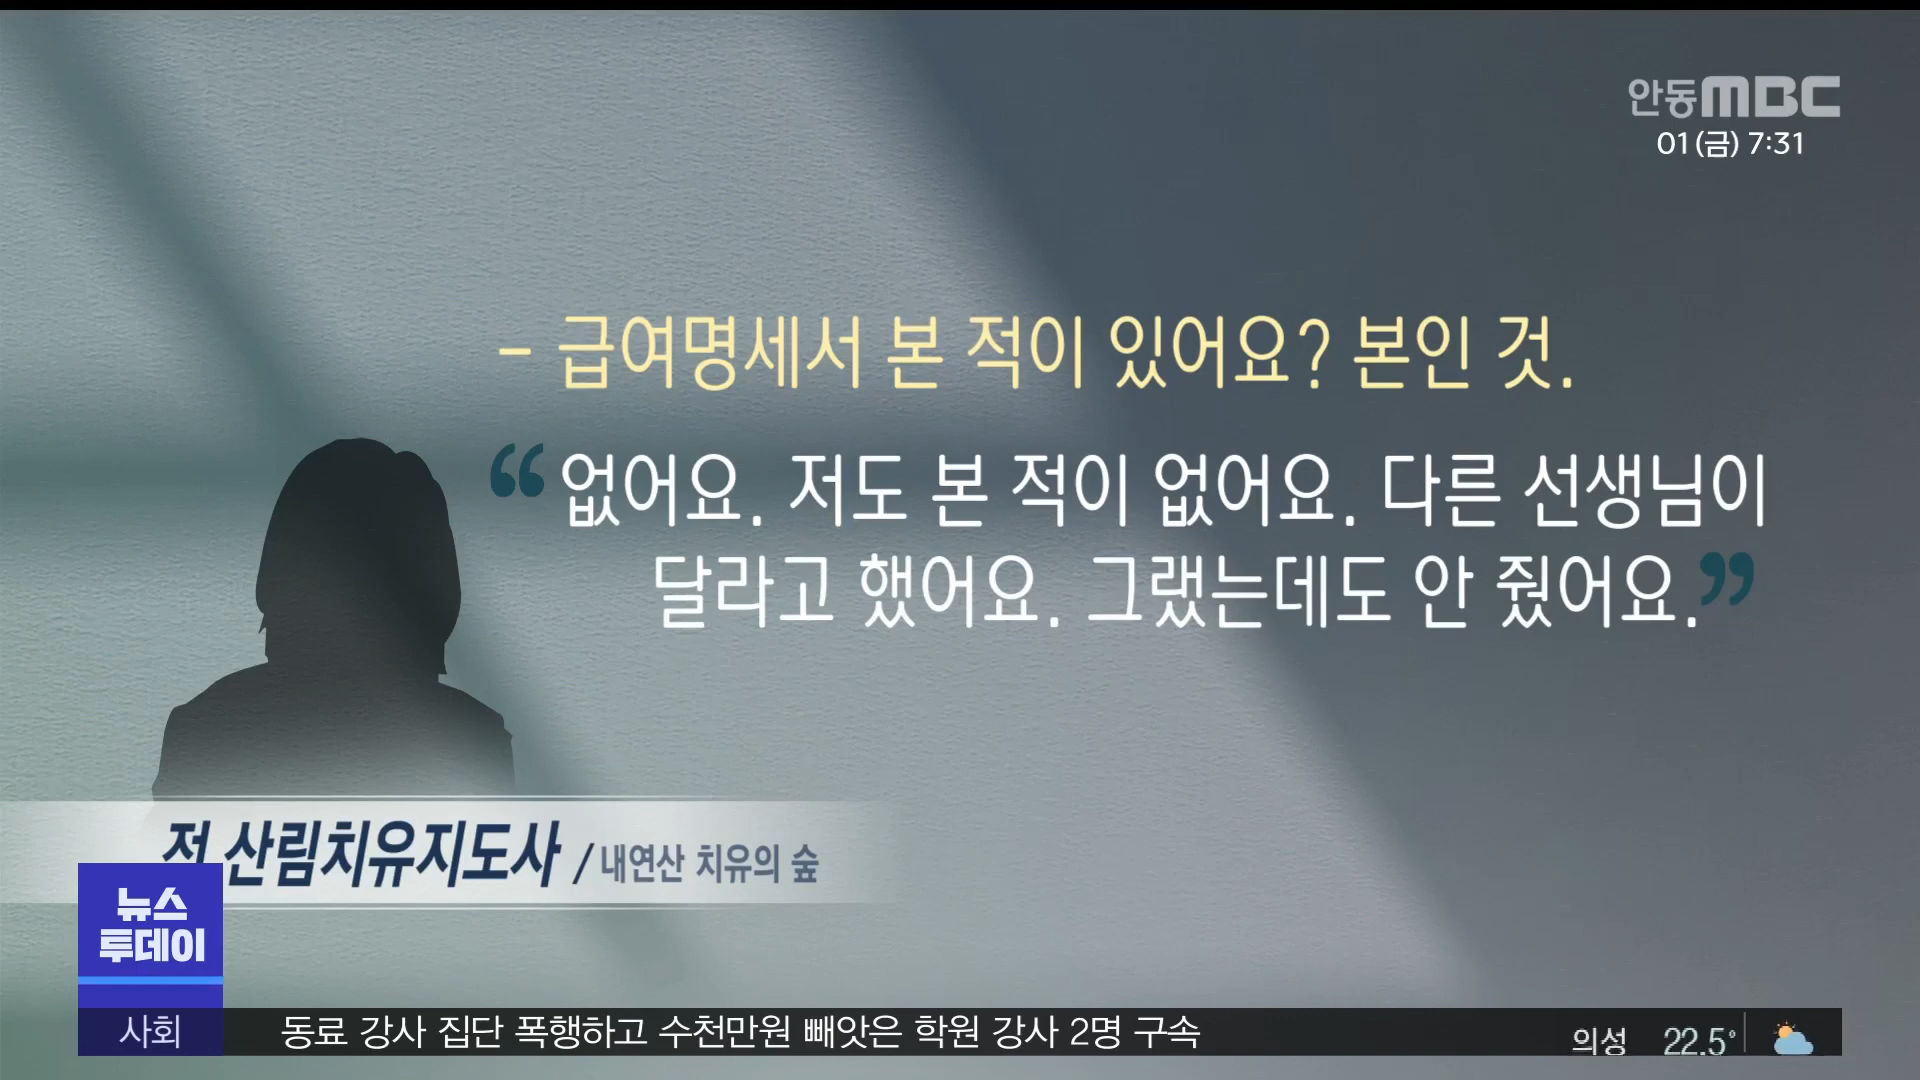 안동MBC
01(금) 7:31
- 급여명세서 본 적이 있어요? 본인 것.
“없어요. 저도 본 적이 없어요. 다른 선생님이
달라고 했어요. 그랬는데도 안 줬어요.”
전 산림치유지도사 / 내연산 치유의 숲
뉴스
투데이
사회 동료 강사 집단 폭행하고 수천만원 빼앗은 학원 강사 2명 구속 의성 22.5°